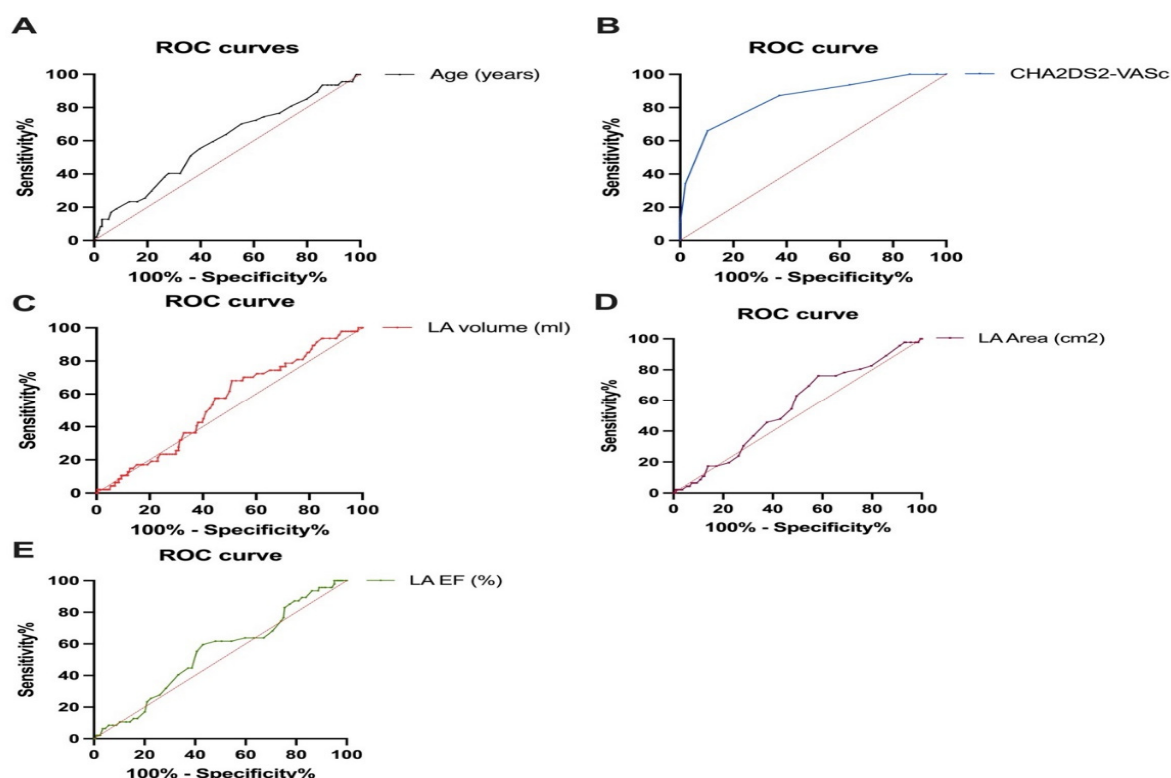 A
ROC curves
Age (years)
Sensitivity%
100
80
60
40
20
0
0 20 40 60 80 100
100% - Specificity%
B
ROC curve
CHA2DS2-VASc
Sensitivity%
100
80
60
40
20
0
0 20 40 60 80 100
100% - Specificity%
C
ROC curve
LA volume (ml)
Sensitivity%
100
80
60
40
20
0
0 20 40 60 80 100
100% - Specificity%
D
ROC curve
LA Area (cm2)
Sensitivity%
100
80
60
40
20
0
0 20 40 60 80 100
100% - Specificity%
E
ROC curve
LA EF (%)
Sensitivity%
100
80
60
40
20
0
0 20 40 60 80 100
100% - Specificity%